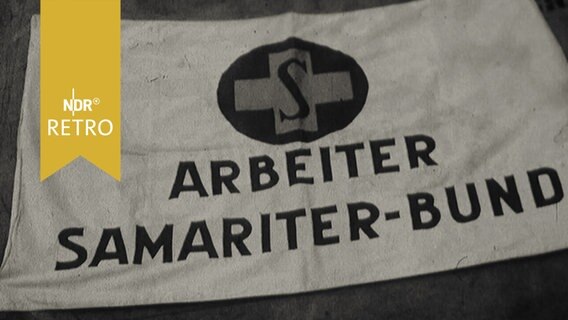 NDR®
RETRO
S
ARBEITER
SAMARITER-BUND